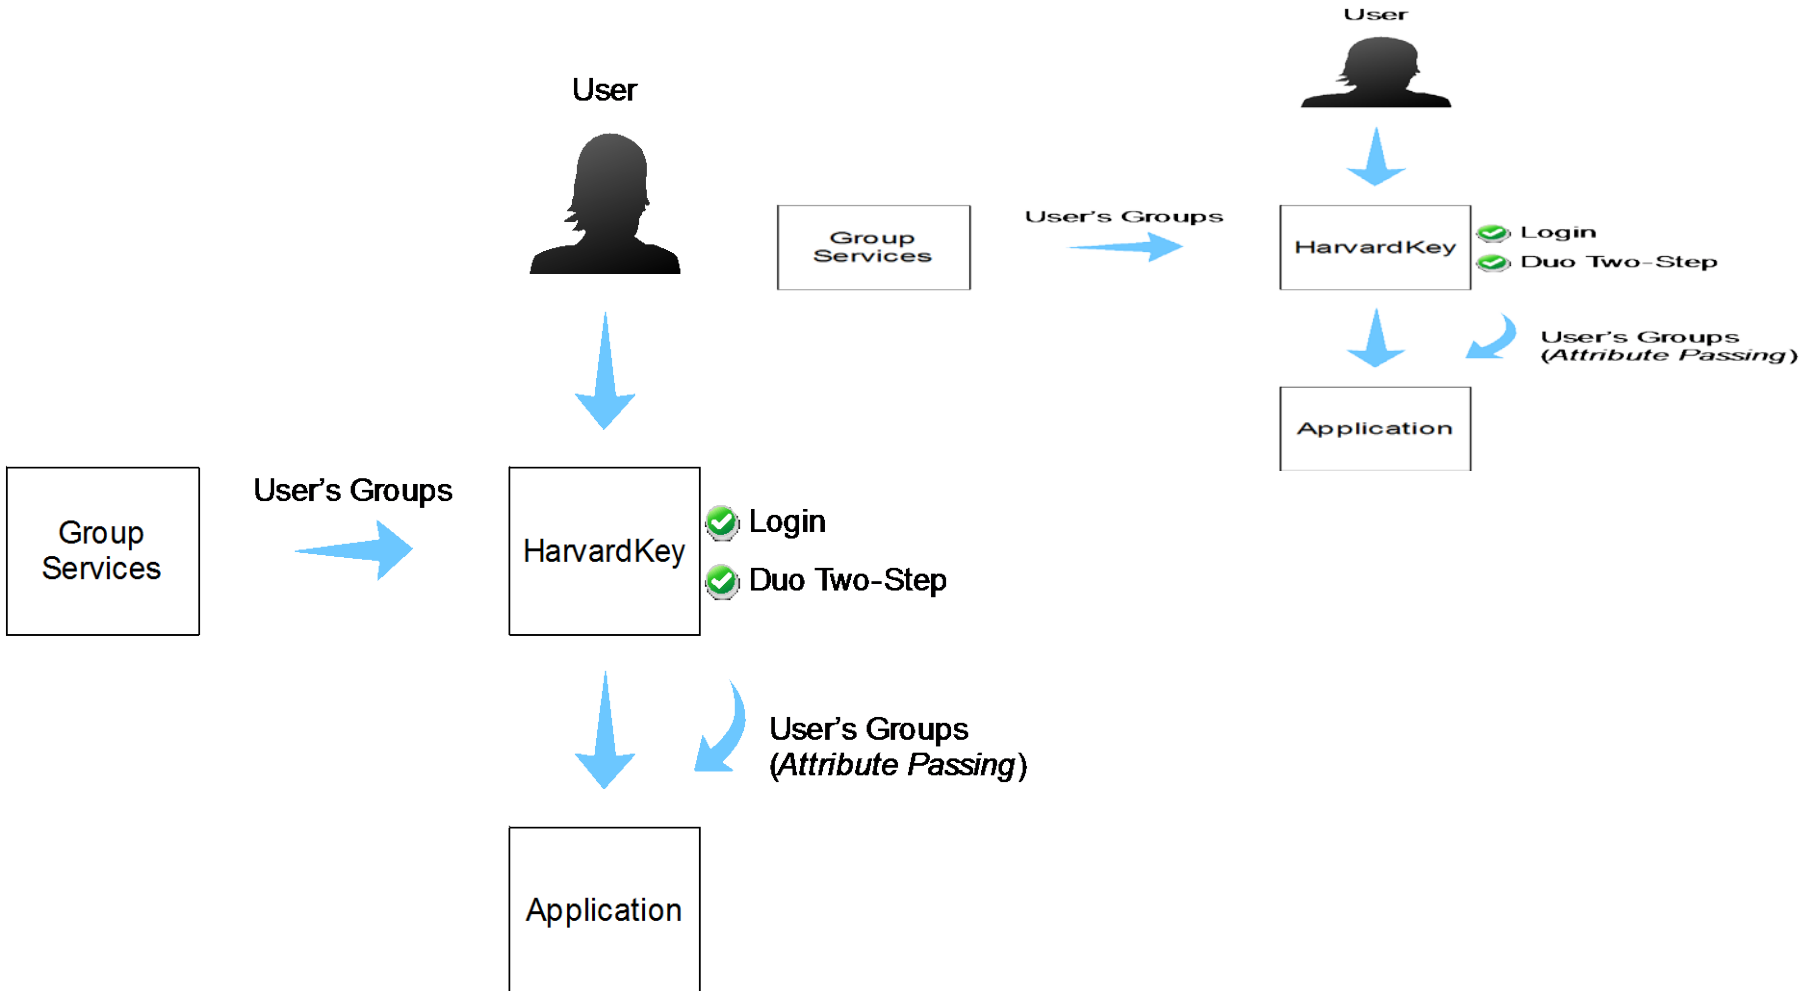 User
User's Groups
Group
Services
HarvardKey
Login
Duo Two-Step
User's Groups
(Attribute Passing)
Application
User
User's Groups
Group
Services
HarvardKey
Login
Duo Two-Step
User's Groups
(Attribute Passing)
Application